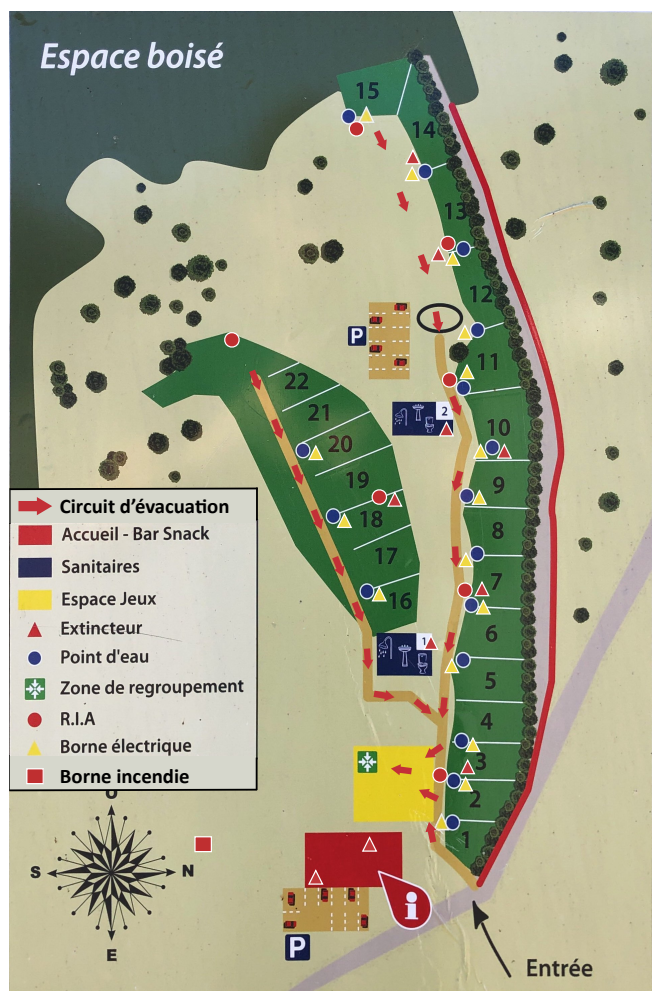 Espace boisé
15
14
13
12
P
11
22
21
2
20
10
19
9
18
8
17
7
16
6
1
5
4
3
2
1
Circuit d'évacuation
Accueil - Bar Snack
Sanitaires
Espace Jeux
Extincteur
Point d'eau
Zone de regroupement
R.I.A
Borne électrique
Borne incendie
O
S
N
E
i
P
Entrée